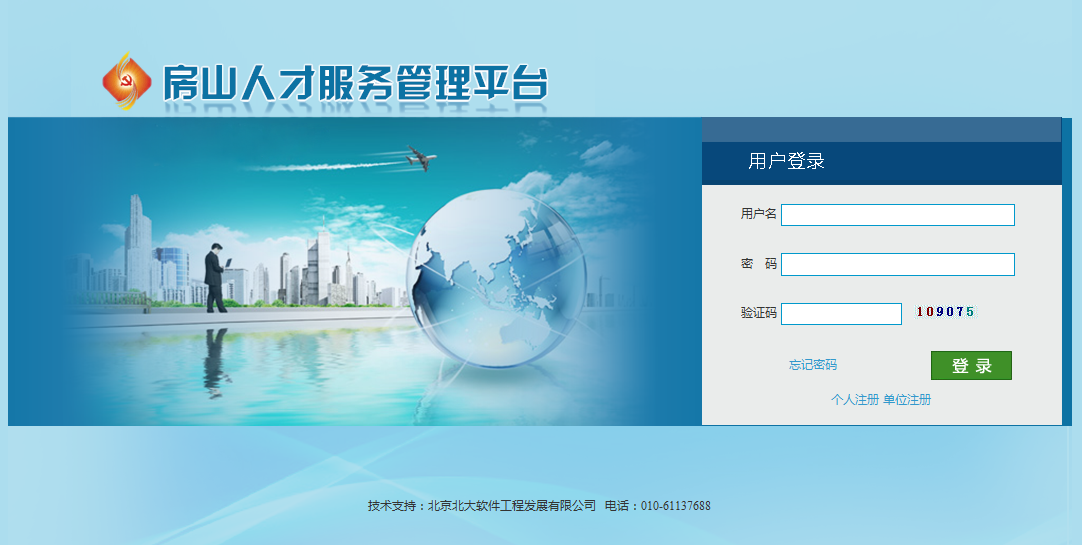 房山人才服务管理平台
用户登录
用户名
密 码
验证码 109075
忘记密码 登 录
个人注册 单位注册
技术支持：北京北大软件工程发展有限公司 电话：010-61137688